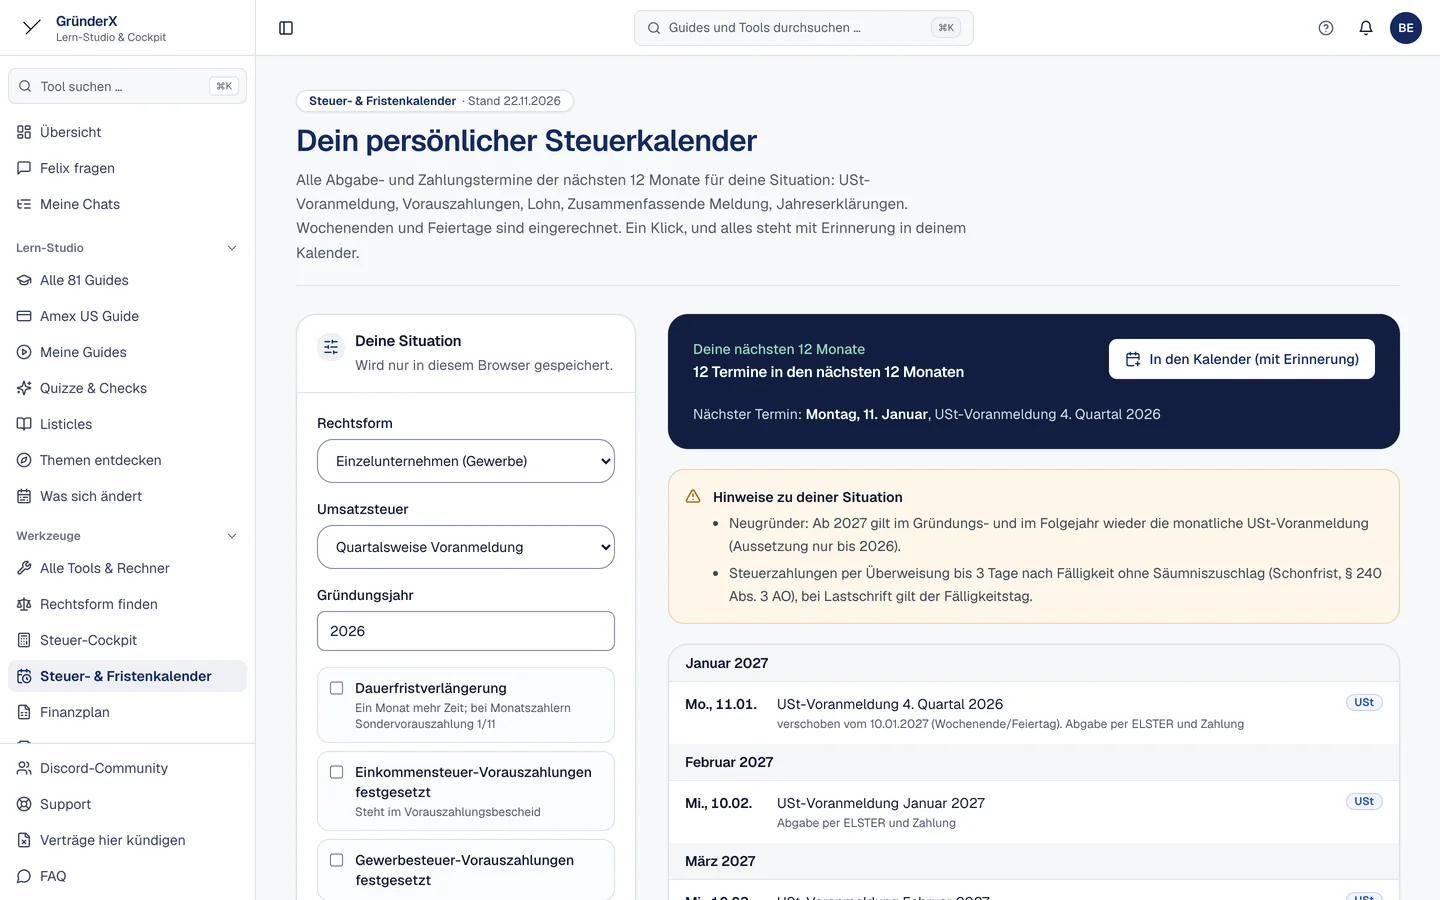 GründerX
Lern-Studio & Cockpit
Guides und Tools durchsuchen ...
⌘K
BE
Tool suchen ...
⌘K
Übersicht
Felix fragen
Meine Chats
Lern-Studio
Alle 81 Guides
Amex US Guide
Meine Guides
Quizze & Checks
Listicles
Themen entdecken
Was sich ändert
Werkzeuge
Alle Tools & Rechner
Rechtsform finden
Steuer-Cockpit
Steuer- & Fristenkalender
Finanzplan
Discord-Community
Support
Verträge hier kündigen
FAQ
Steuer- & Fristenkalender · Stand 22.11.2026
Dein persönlicher Steuerkalender
Alle Abgabe- und Zahlungstermine der nächsten 12 Monate für deine Situation: USt-
Voranmeldung, Vorauszahlungen, Lohn, Zusammenfassende Meldung, Jahreserklärungen.
Wochenenden und Feiertage sind eingerechnet. Ein Klick, und alles steht mit Erinnerung in deinem
Kalender.
Deine Situation
Wird nur in diesem Browser gespeichert.
Rechtsform
Einzelunternehmen (Gewerbe)
Umsatzsteuer
Quartalsweise Voranmeldung
Gründungsjahr
2026
Dauerfristverlängerung
Ein Monat mehr Zeit; bei Monatszahlern
Sondervorauszahlung 1/11
Einkommensteuer-Vorauszahlungen
festgesetzt
Steht im Vorauszahlungsbescheid
Gewerbesteuer-Vorauszahlungen
festgesetzt
Deine nächsten 12 Monate
12 Termine in den nächsten 12 Monaten
In den Kalender (mit Erinnerung)
Nächster Termin: Montag, 11. Januar, USt-Voranmeldung 4. Quartal 2026
Hinweise zu deiner Situation
• Neugründer: Ab 2027 gilt im Gründungs- und im Folgejahr wieder die monatliche USt-Voranmeldung
(Aussetzung nur bis 2026).
• Steuerzahlungen per Überweisung bis 3 Tage nach Fälligkeit ohne Säumniszuschlag (Schonfrist, § 240
Abs. 3 AO), bei Lastschrift gilt der Fälligkeitstag.
Januar 2027
Mo., 11.01. USt-Voranmeldung 4. Quartal 2026 USt
verschoben vom 10.01.2027 (Wochenende/Feiertag). Abgabe per ELSTER und Zahlung
Februar 2027
Mi., 10.02. USt-Voranmeldung Januar 2027 USt
Abgabe per ELSTER und Zahlung
März 2027
Mi., 10.03. USt-Voranmeldung Februar 2027 USt